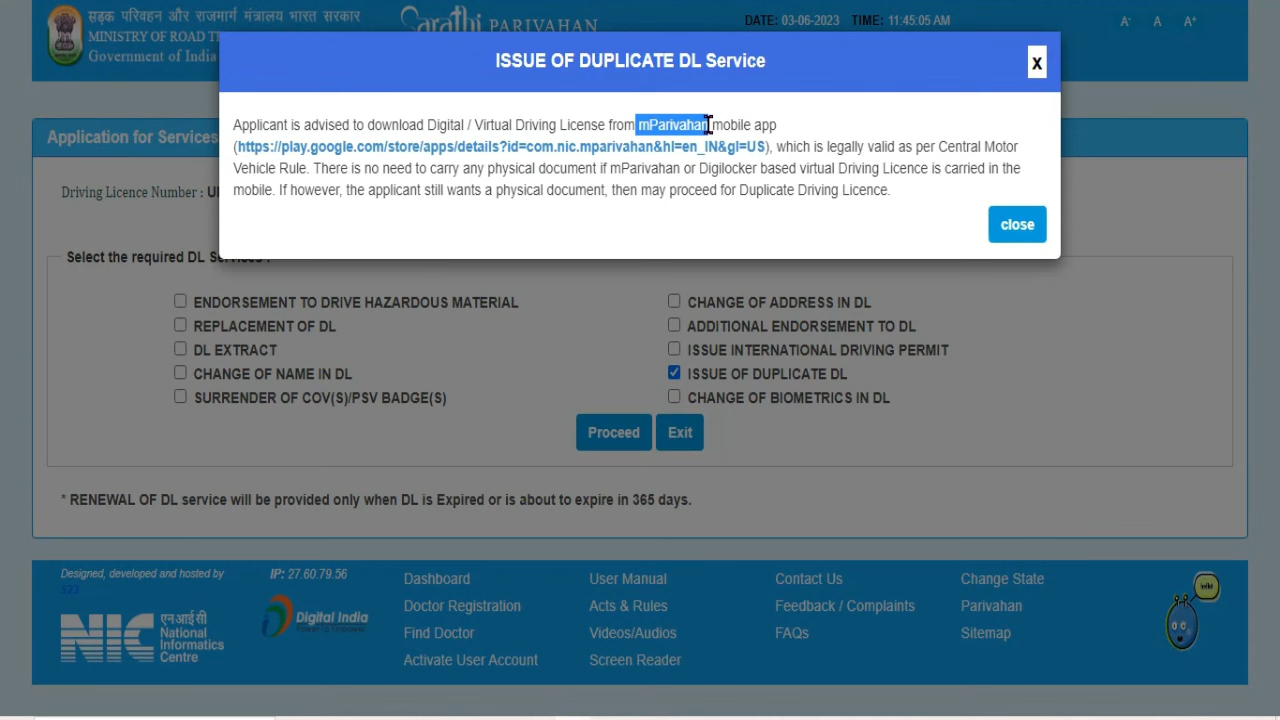 सड़क परिवहन और राजमार्ग मंत्रालय भारत सरकार
MINISTRY OF ROAD T
Government of India
Sarathi PARIVAHAN
DATE: 03-06-2023 TIME: 11:45:05 AM
A- A A+
ISSUE OF DUPLICATE DL Service
X
Applicant is advised to download Digital / Virtual Driving License from mParivahan mobile app
(https://play.google.com/store/apps/details?id=com.nic.mparivahan&hl=en_IN&gl=US), which is legally valid as per Central Motor
Vehicle Rule. There is no need to carry any physical document if mParivahan or Digilocker based virtual Driving Licence is carried in the
mobile. If however, the applicant still wants a physical document, then may proceed for Duplicate Driving Licence.
close
Application for Services
Driving Licence Number :
Select the required DL Services :
ENDORSEMENT TO DRIVE HAZARDOUS MATERIAL
CHANGE OF ADDRESS IN DL
REPLACEMENT OF DL
ADDITIONAL ENDORSEMENT TO DL
DL EXTRACT
ISSUE INTERNATIONAL DRIVING PERMIT
CHANGE OF NAME IN DL
ISSUE OF DUPLICATE DL
SURRENDER OF COV(S)/PSV BADGE(S)
CHANGE OF BIOMETRICS IN DL
Proceed Exit
* RENEWAL OF DL service will be provided only when DL is Expired or is about to expire in 365 days.
Designed, developed and hosted by
523
NIC एन आई सी
National
Informatics
Centre
IP: 27.60.79.56
Digital India
Dashboard
Doctor Registration
Find Doctor
Activate User Account
User Manual
Acts & Rules
Videos/Audios
Screen Reader
Contact Us
Feedback / Complaints
FAQs
Change State
Parivahan
Sitemap